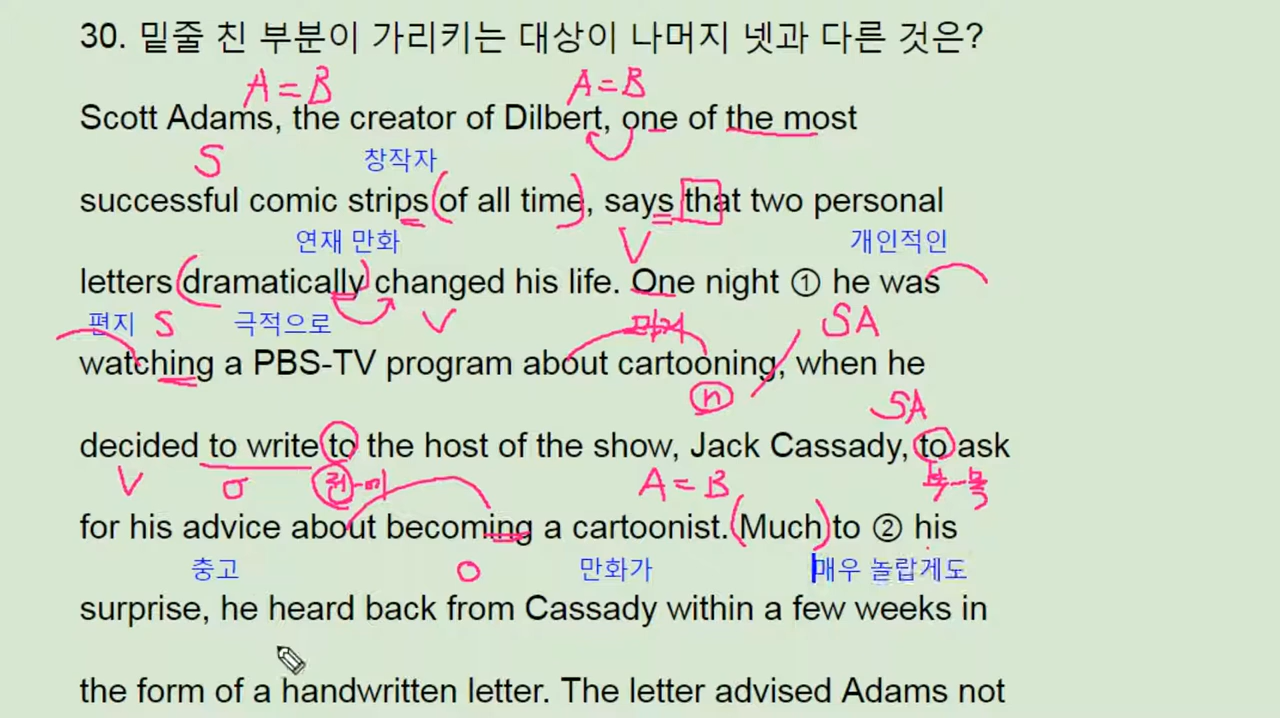 30. 밑줄 친 부분이 가리키는 대상이 나머지 넷과 다른 것은?
A = B A = B
Scott Adams, the creator of Dilbert, one of the most
S 창작자
successful comic strips (of all time), says that two personal
연재 만화 V 개인적인
letters (dramatically) changed his life. One night ① he was
편지 S 극적으로 V SA
watching a PBS-TV program about cartooning, when he
n SA
decided to write to the host of the show, Jack Cassady, to ask
V A = B
for his advice about becoming a cartoonist. (Much) to ② his
충고 O 만화가 매우 놀랍게도
surprise, he heard back from Cassady within a few weeks in
the form of a handwritten letter. The letter advised Adams not